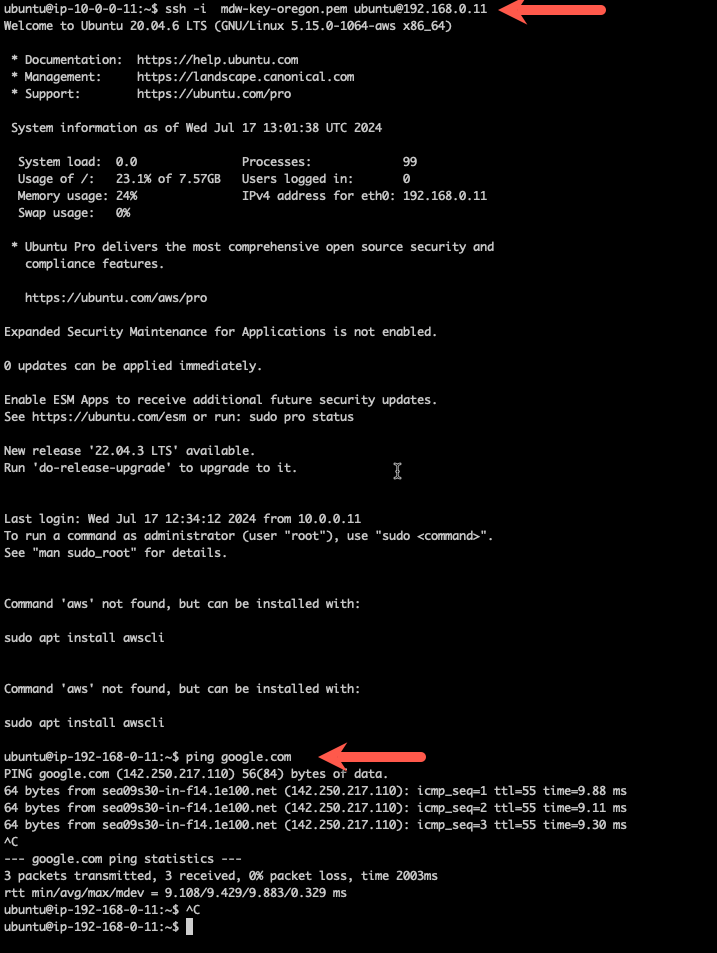 ubuntu@ip-10-0-0-11:~$ ssh -i  mdw-key-oregon.pem ubuntu@192.168.0.11
Welcome to Ubuntu 20.04.6 LTS (GNU/Linux 5.15.0-1064-aws x86_64)

 * Documentation:  https://help.ubuntu.com
 * Management:     https://landscape.canonical.com
 * Support:        https://ubuntu.com/pro

 System information as of Wed Jul 17 13:01:38 UTC 2024

  System load:  0.0               Processes:             99
  Usage of /:   23.1% of 7.57GB   Users logged in:       0
  Memory usage: 24%               IPv4 address for eth0: 192.168.0.11
  Swap usage:   0%

 * Ubuntu Pro delivers the most comprehensive open source security and
   compliance features.

   https://ubuntu.com/aws/pro

Expanded Security Maintenance for Applications is not enabled.

0 updates can be applied immediately.

Enable ESM Apps to receive additional future security updates.
See https://ubuntu.com/esm or run: sudo pro status

New release '22.04.3 LTS' available.
Run 'do-release-upgrade' to upgrade to it.


Last login: Wed Jul 17 12:34:12 2024 from 10.0.0.11
To run a command as administrator (user "root"), use "sudo <command>".
See "man sudo_root" for details.


Command 'aws' not found, but can be installed with:

sudo apt install awscli


Command 'aws' not found, but can be installed with:

sudo apt install awscli

ubuntu@ip-192-168-0-11:~$ ping google.com
PING google.com (142.250.217.110) 56(84) bytes of data.
64 bytes from sea09s30-in-f14.1e100.net (142.250.217.110): icmp_seq=1 ttl=55 time=9.88 ms
64 bytes from sea09s30-in-f14.1e100.net (142.250.217.110): icmp_seq=2 ttl=55 time=9.11 ms
64 bytes from sea09s30-in-f14.1e100.net (142.250.217.110): icmp_seq=3 ttl=55 time=9.30 ms
^C
--- google.com ping statistics ---
3 packets transmitted, 3 received, 0% packet loss, time 2003ms
rtt min/avg/max/mdev = 9.108/9.429/9.883/0.329 ms
ubuntu@ip-192-168-0-11:~$ ^C
ubuntu@ip-192-168-0-11:~$